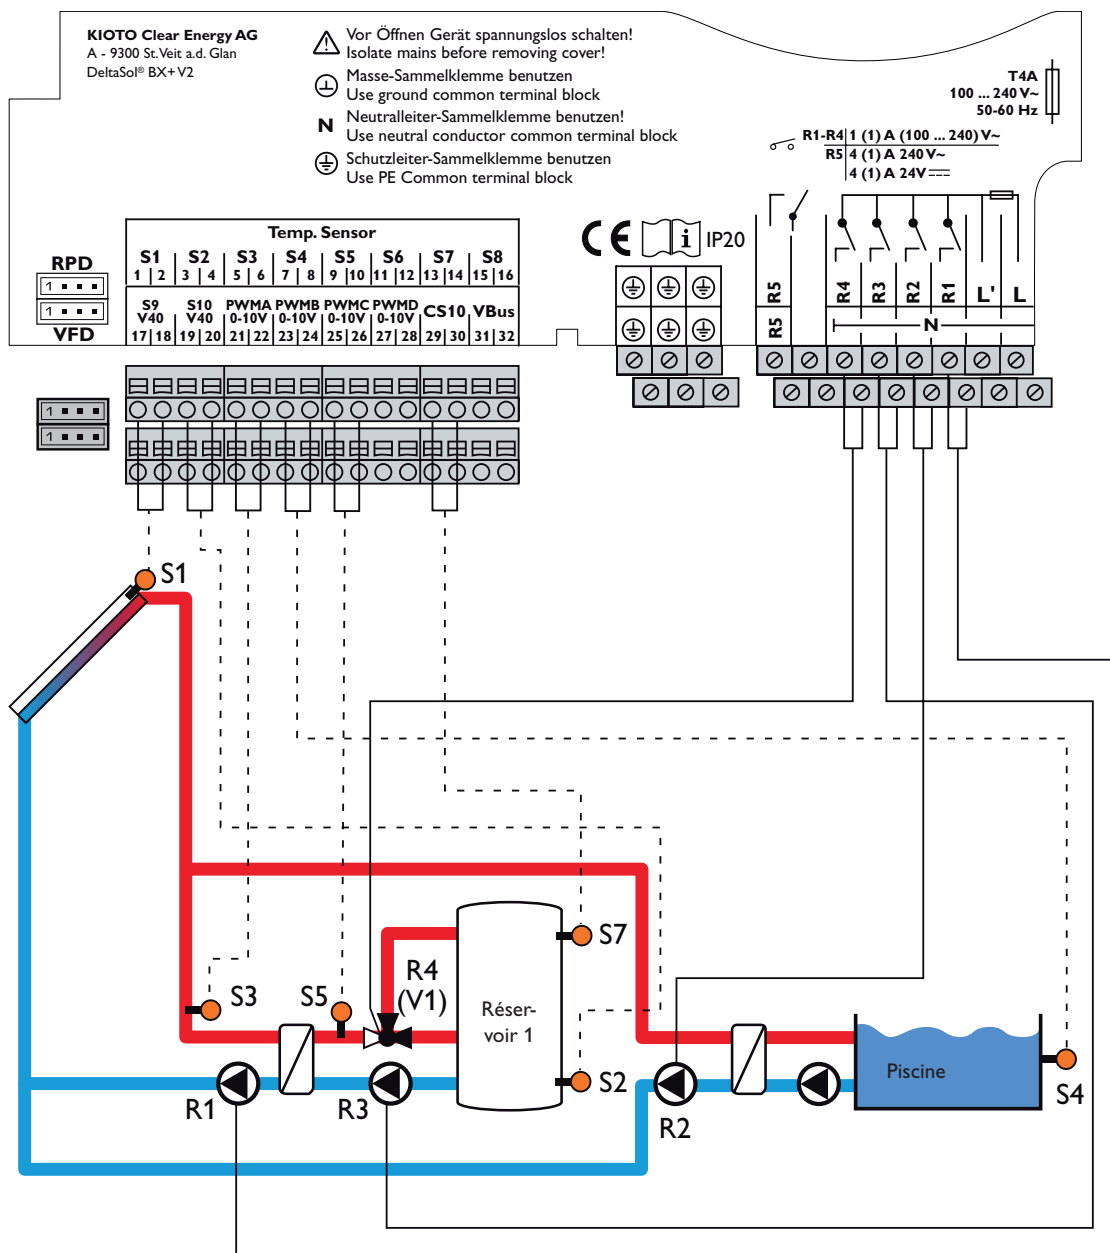 KIOTO Clear Energy AG
A - 9300 St. Veit a.d. Glan
DeltaSol® BX+ V2
Vor Öffnen Gerät spannungslos schalten!
Isolate mains before removing cover!
Masse-Sammelklemme benutzen
Use ground common terminal block
N Neutralleiter-Sammelklemme benutzen!
Use neutral conductor common terminal block
Schutzleiter-Sammelklemme benutzen
Use PE Common terminal block
T4A
100 ... 240 V~
50-60 Hz
R1-R4 1 (1) A (100 ... 240) V~
R5 4 (1) A 240 V~
4 (1) A 24V
CE i IP20
Temp. Sensor
S1 S2 S3 S4 S5 S6 S7 S8
1 2 3 4 5 6 7 8 9 10 11 12 13 14 15 16
S9 S10 PWMA PWMB PWMC PWMD CS10 VBus
V40 V40 0-10V 0-10V 0-10V 0-10V
17 18 19 20 21 22 23 24 25 26 27 28 29 30 31 32
RPD
1
1
VFD
R5 R4 R3 R2 R1 L' L
R5 N
1
1
S1
S7
S3
S5
R4
(V1)
Réser-
voir 1
Piscine
S2
S4
R1
R3
R2